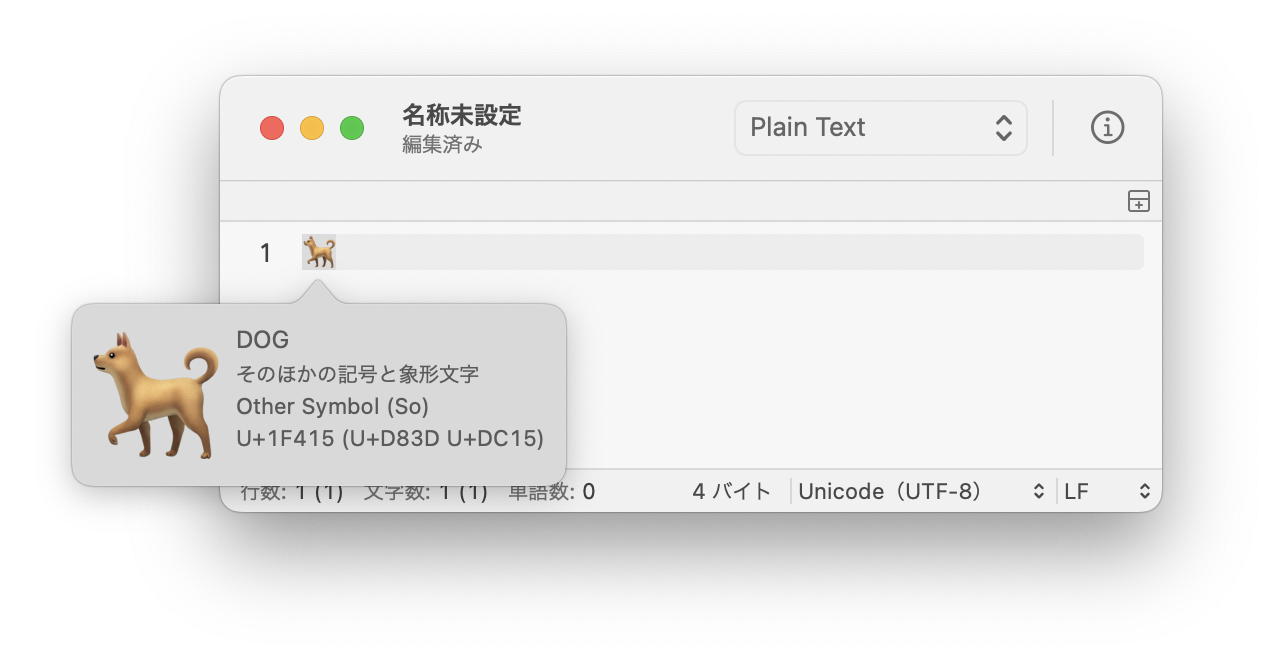 名称未設定
編集済み
Plain Text
1 🐕
DOG
そのほかの記号と象形文字
Other Symbol (So)
U+1F415 (U+D83D U+DC15)
行数: 1 (1) 文字数: 1 (1) 単語数: 0 4 バイト Unicode（UTF-8） LF